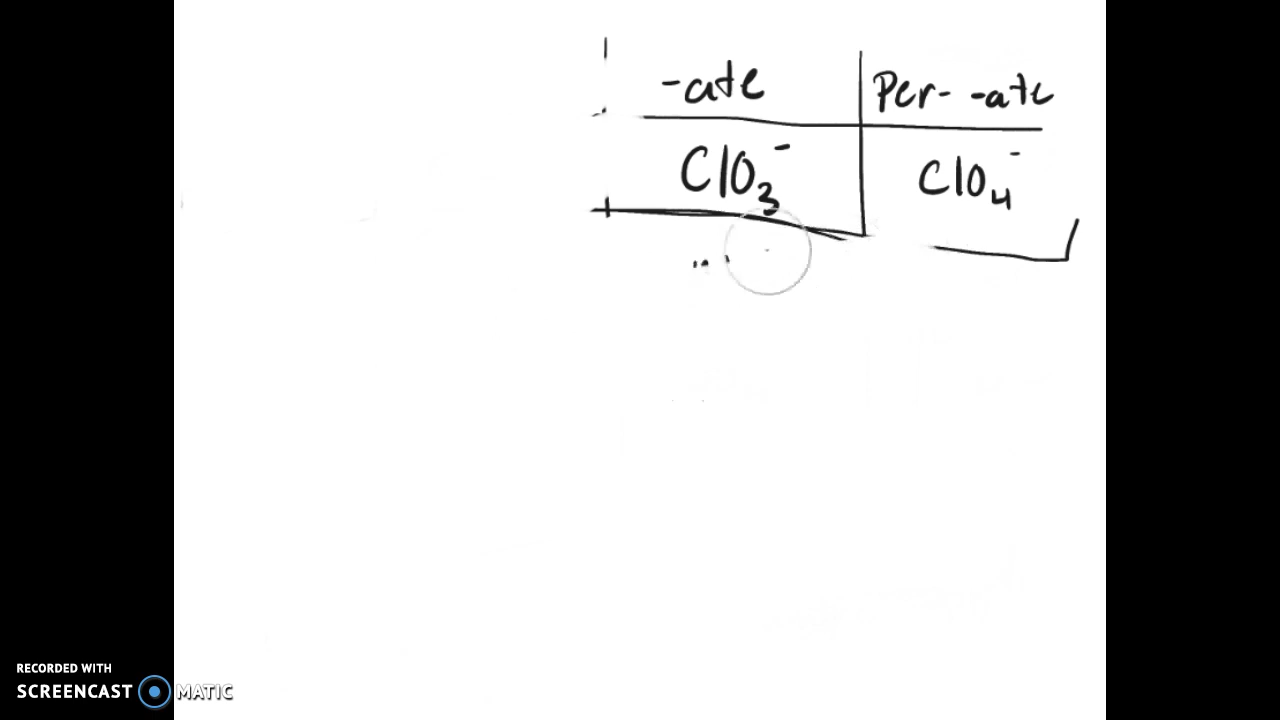 -ate Per- -ate
ClO₃⁻ ClO₄⁻
RECORDED WITH
SCREENCAST MATIC